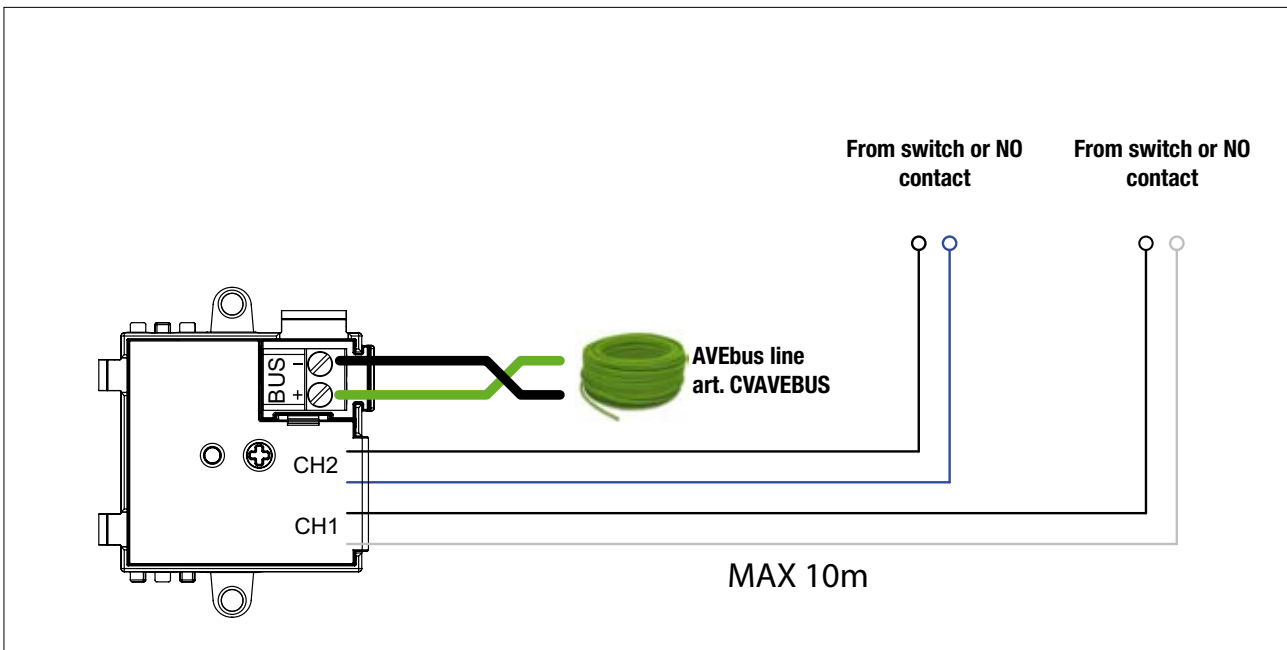 From switch or NO
contact
From switch or NO
contact
BUS
−
+
AVEbus line
art. CVAVEBUS
CH2
CH1
MAX 10m